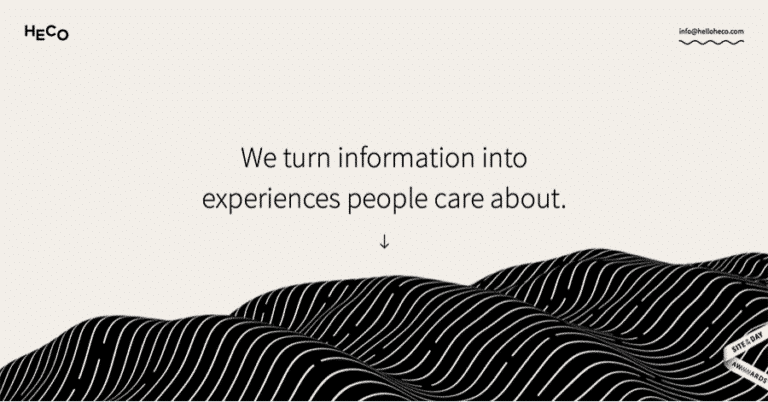 HECO
info@helloheco.com
We turn information into
experiences people care about.
↓
SITE OF THE DAY
AWWWARDS